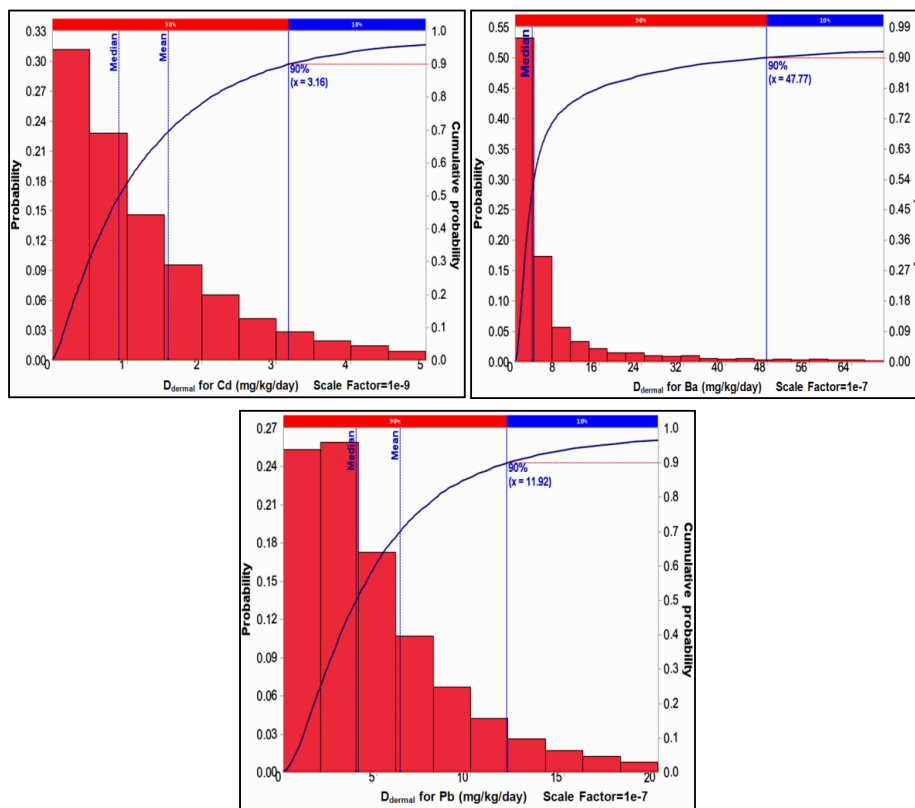 90% 10%
0.33 1.0
0.30 0.9
0.27 0.8
0.24 0.7
0.21 0.6
0.18 0.5
0.15 0.4
0.12 0.3
0.09 0.2
0.06 0.1
0.03 0.0
0.00
Probability
Cumulative probability
Median
Mean
90%
(x = 3.16)
0 1 2 3 4 5
D dermal for Cd (mg/kg/day) Scale Factor=1e-9
90% 10%
0.55 0.99
0.50 0.90
0.45 0.81
0.40 0.72
0.35 0.63
0.30 0.54
0.25 0.45
0.20 0.36
0.15 0.27
0.10 0.18
0.05 0.09
0.00 0.00
Probability
Median
90%
(x = 47.77)
0 8 16 24 32 40 48 56 64
D dermal for Ba (mg/kg/day) Scale Factor=1e-7
90% 10%
0.27 1.0
0.24 0.9
0.21 0.8
0.18 0.7
0.15 0.6
0.12 0.5
0.09 0.4
0.06 0.3
0.03 0.2
0.00 0.1
0.0
Probability
Cumulative probability
Median
Mean
90%
(x = 11.92)
0 5 10 15 20
D dermal for Pb (mg/kg/day) Scale Factor=1e-7